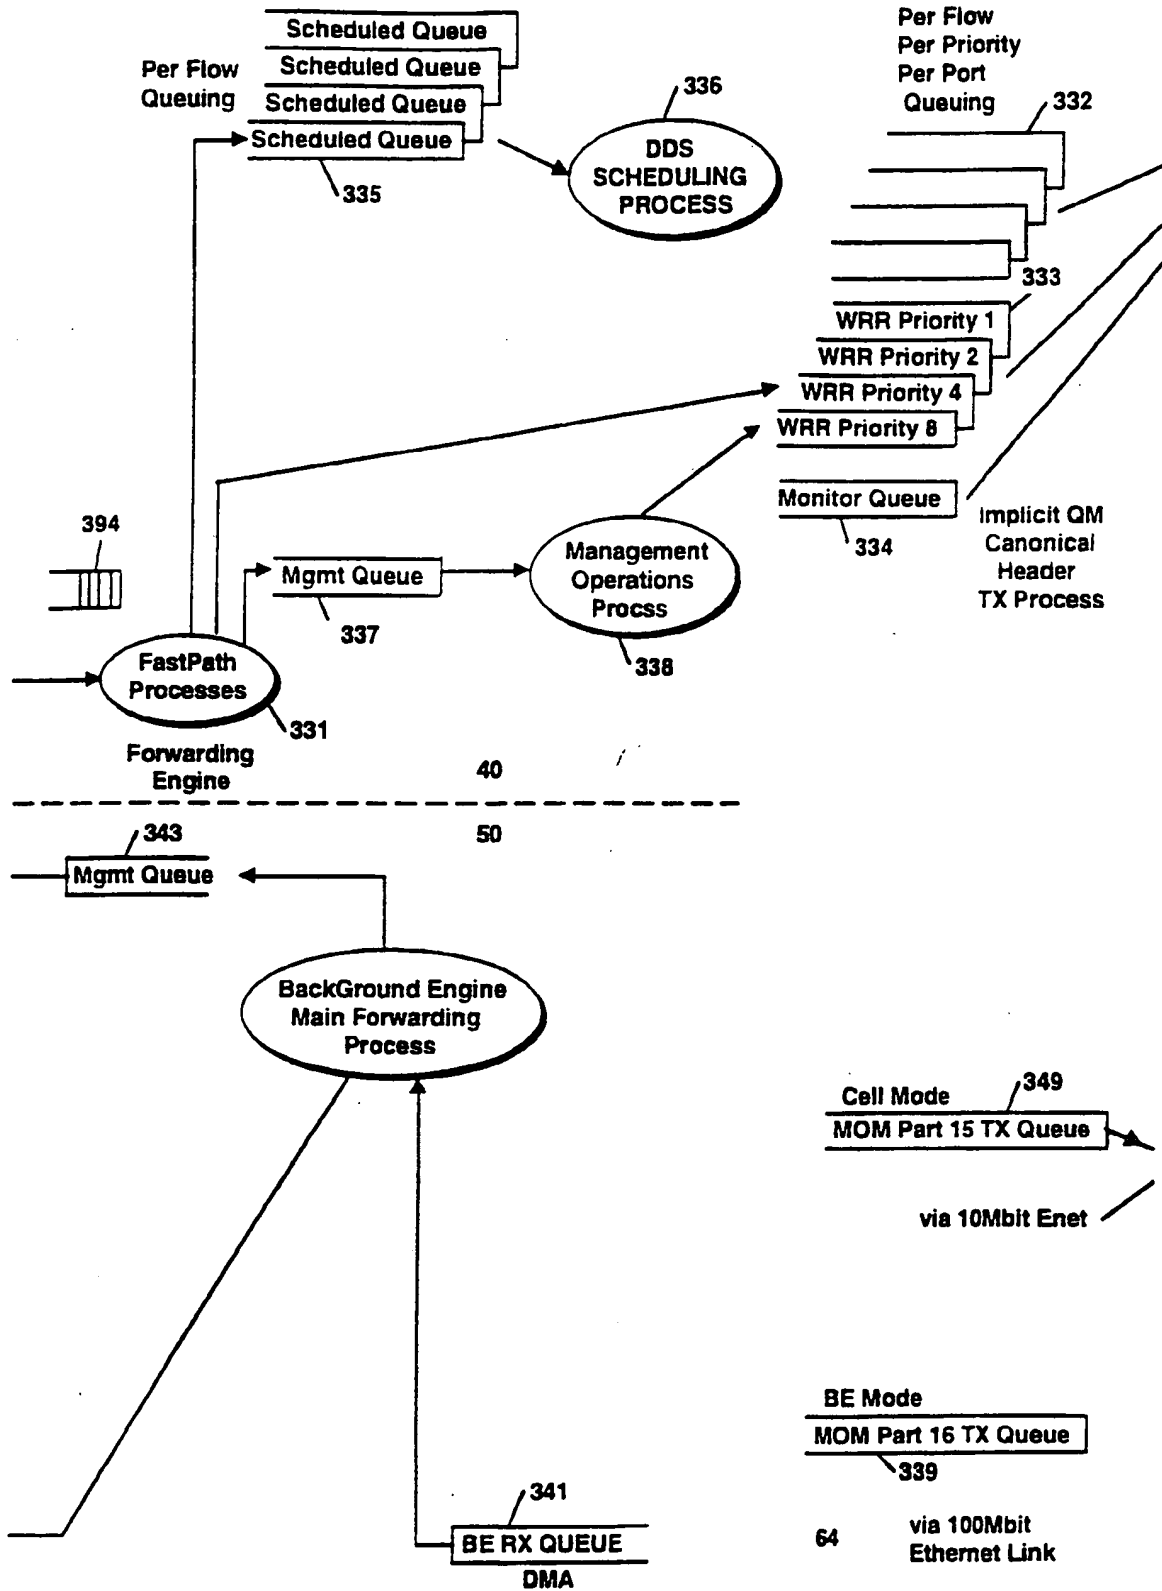 Scheduled Queue
Scheduled Queue
Scheduled Queue
Scheduled Queue
Per Flow
Queuing
335
336
DDS
SCHEDULING
PROCESS
Per Flow
Per Priority
Per Port
Queuing
332
333
WRR Priority 1
WRR Priority 2
WRR Priority 4
WRR Priority 8
Monitor Queue
334
Implicit QM
Canonical
Header
TX Process
394
Mgmt Queue
337
Management
Operations
Procss
338
FastPath
Processes
331
Forwarding
Engine
40
50
343
Mgmt Queue
BackGround Engine
Main Forwarding
Process
Cell Mode
349
MOM Part 15 TX Queue
via 10Mbit Enet
BE Mode
MOM Part 16 TX Queue
339
341
BE RX QUEUE
DMA
64
via 100Mbit
Ethernet Link